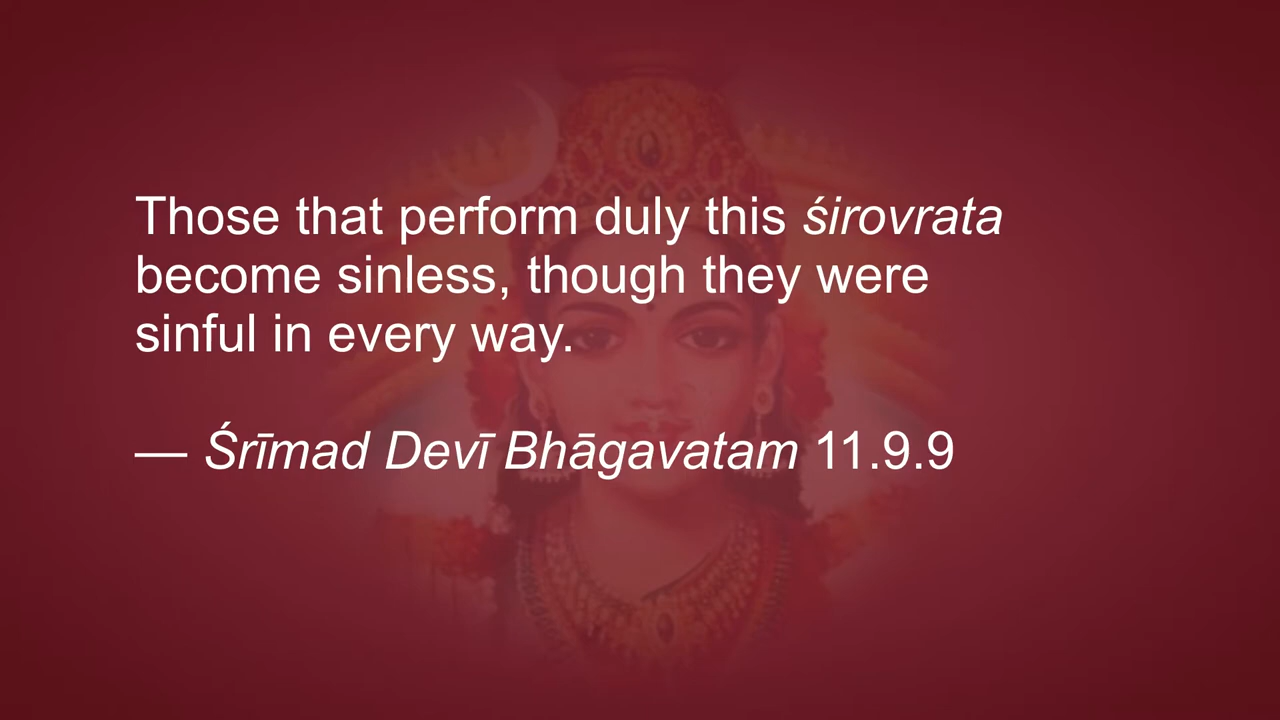 Those that perform duly this śirovrata
become sinless, though they were
sinful in every way.
— Śrīmad Devī Bhāgavatam 11.9.9